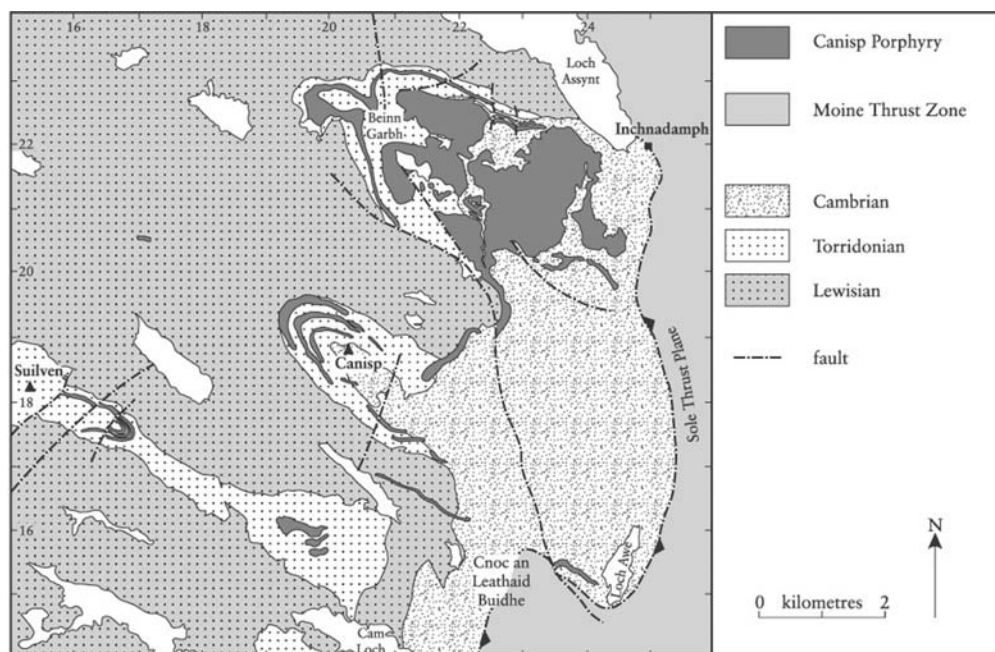 16
18
20
22
24
Loch
Assynt
Inchnadamph
Beinn
Garbh
22
20
18
16
Canisp
Suilven
Sole Thrust Plane
Cnoc an
Leathaid
Buidhe
Loch Awe
Cam
Loch
Canisp Porphyry
Moine Thrust Zone
Cambrian
Torridonian
Lewisian
fault
N
0 kilometres 2